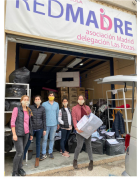 REDMADRE
asociación Madrid
delegación Las Rozas